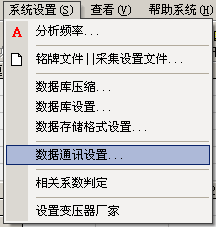 系统设置(S) 查看(V) 帮助系统(H)
分析频率...
铭牌文件||采集设置文件...
数据库压缩...
数据库设置...
数据存储格式设置...
数据通讯设置...
相关系数判定
设置变压器厂家